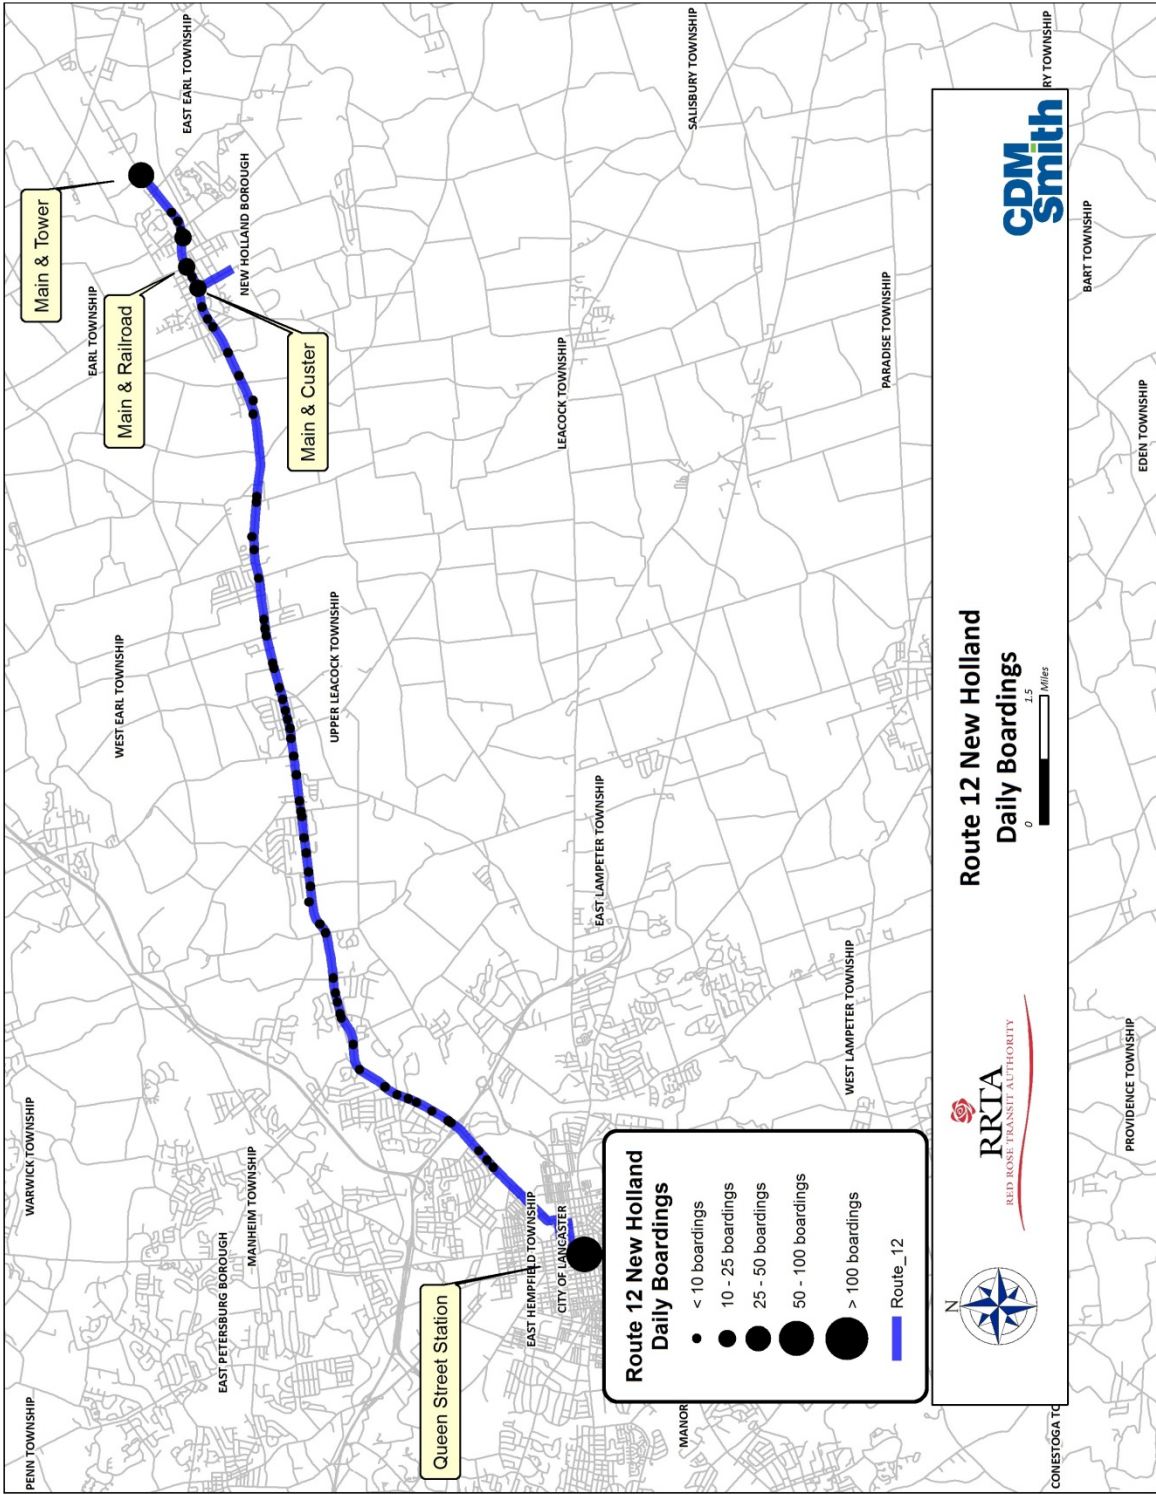 PENN TOWNSHIP
WARWICK TOWNSHIP
EAST PETERSBURG BOROUGH
MANHEIM TOWNSHIP
WEST EARL TOWNSHIP
EARL TOWNSHIP
EAST EARL TOWNSHIP
NEW HOLLAND BOROUGH
UPPER LEACOCK TOWNSHIP
Main & Tower
Main & Railroad
Main & Custer
Queen Street Station
EAST HEMPFIELD TOWNSHIP
CITY OF LANCASTER
EAST LAMPETER TOWNSHIP
LEACOCK TOWNSHIP
SALISBURY TOWNSHIP
MANOR
WEST LAMPETER TOWNSHIP
PARADISE TOWNSHIP
Route 12 New Holland
Daily Boardings
< 10 boardings
10 - 25 boardings
25 - 50 boardings
50 - 100 boardings
> 100 boardings
Route_12
N
RRTA
RED ROSE TRANSIT AUTHORITY
Route 12 New Holland
Daily Boardings
0 1.5
Miles
CDM
Smith
CONESTOGA TO
PROVIDENCE TOWNSHIP
EDEN TOWNSHIP
BART TOWNSHIP
RY TOWNSHIP